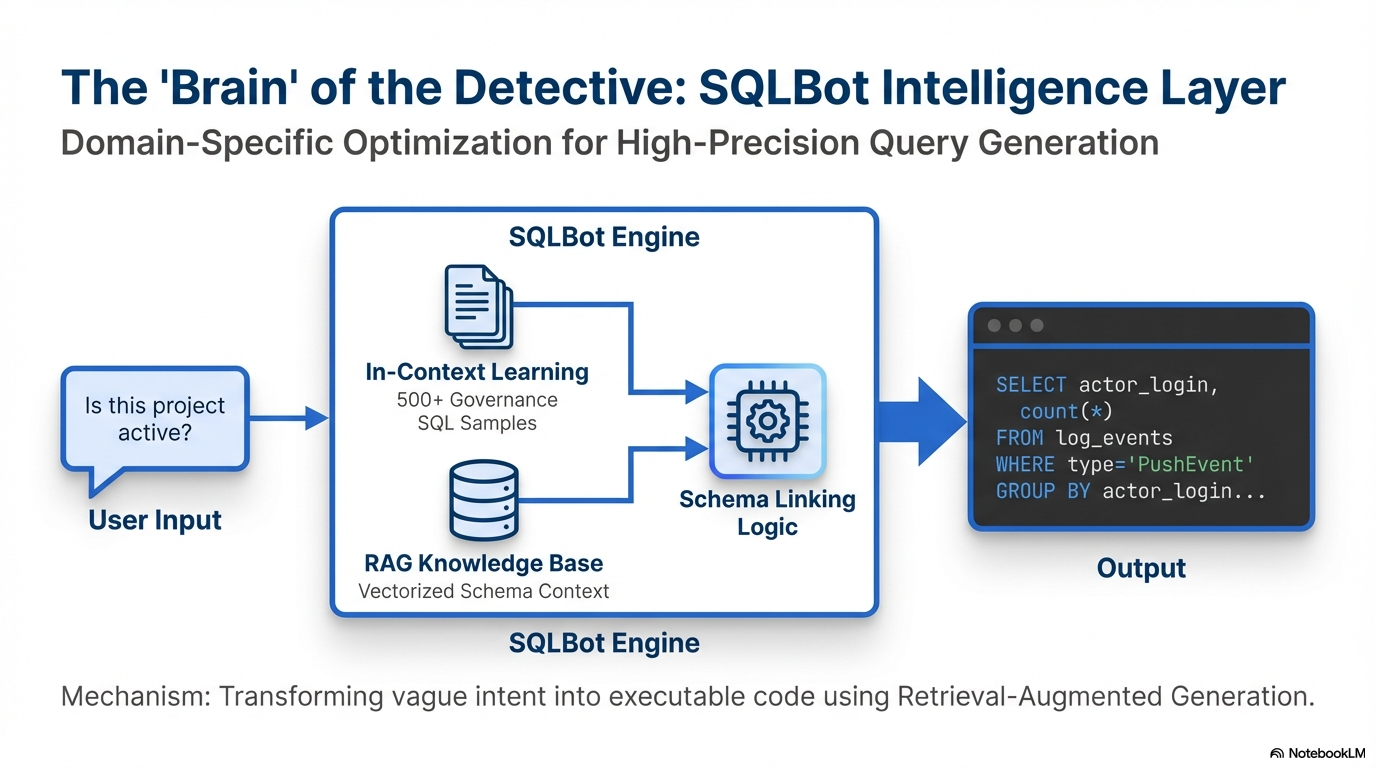 The 'Brain' of the Detective: SQLBot Intelligence Layer
Domain-Specific Optimization for High-Precision Query Generation
Is this project
active?
User Input
SQLBot Engine
In-Context Learning
500+ Governance
SQL Samples
RAG Knowledge Base
Vectorized Schema Context
Schema Linking
Logic
SQLBot Engine
SELECT actor_login,
  count(*)
FROM log_events
WHERE type='PushEvent'
GROUP BY actor_login...
Output
Mechanism: Transforming vague intent into executable code using Retrieval-Augmented Generation.
NotebookLM